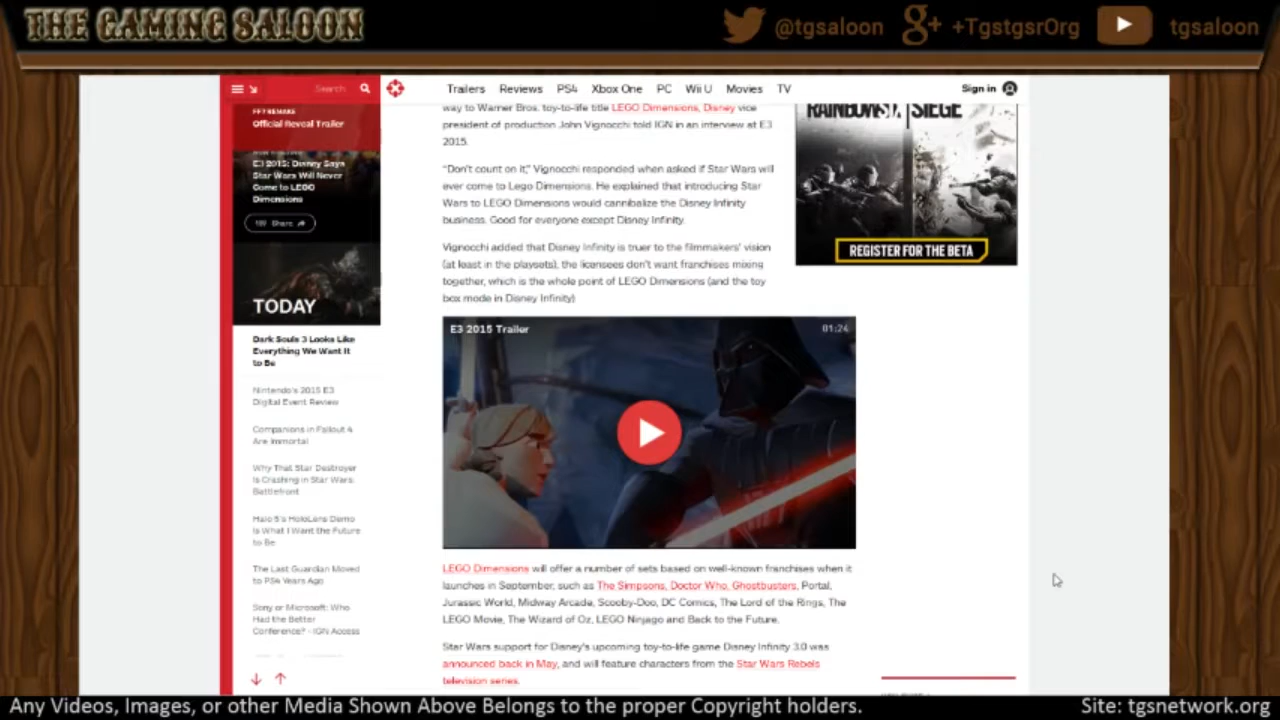 THE GAMING SALOON
@tgsaloon
+TgstgsrOrg
tgsaloon
Search
Trailers Reviews PS4 Xbox One PC Wii U Movies TV
Sign in
FF7 REMAKE
Official Reveal Trailer
E3 2015: Disney Says
Star Wars Will Never
Come to LEGO
Dimensions
Share
TODAY
Dark Souls 3 Looks Like
Everything We Want It
to Be
Nintendo's 2015 E3
Digital Event Review
Companions in Fallout 4
Are Immortal
Why That Star Destroyer
Is Crashing in Star Wars:
Battlefront
Halo 5's HoloLens Demo
Is What I Want the Future
to Be
The Last Guardian Moved
to PS4 Years Ago
Sony or Microsoft: Who
Had the Better
Conference? - IGN Access
way to Warner Bros. toy-to-life title LEGO Dimensions, Disney vice
president of production John Vignocchi told IGN in an interview at E3
2015.
"Don't count on it," Vignocchi responded when asked if Star Wars will
ever come to Lego Dimensions. He explained that introducing Star
Wars to LEGO Dimensions would cannibalize the Disney Infinity
business. Good for everyone except Disney Infinity.
Vignocchi added that Disney Infinity is truer to the filmmakers' vision
(at least in the playsets), the licensees don't want franchises mixing
together, which is the whole point of LEGO Dimensions (and the toy
box mode in Disney Infinity)
E3 2015 Trailer
01:24
LEGO Dimensions will offer a number of sets based on well-known franchises when it
launches in September, such as The Simpsons, Doctor Who, Ghostbusters, Portal,
Jurassic World, Midway Arcade, Scooby-Doo, DC Comics, The Lord of the Rings, The
LEGO Movie, The Wizard of Oz, LEGO Ninjago and Back to the Future.
Star Wars support for Disney's upcoming toy-to-life game Disney Infinity 3.0 was
announced back in May, and will feature characters from the Star Wars Rebels
television series.
SIEGE
REGISTER FOR THE BETA
Any Videos, Images, or other Media Shown Above Belongs to the proper Copyright holders.
Site: tgsnetwork.org